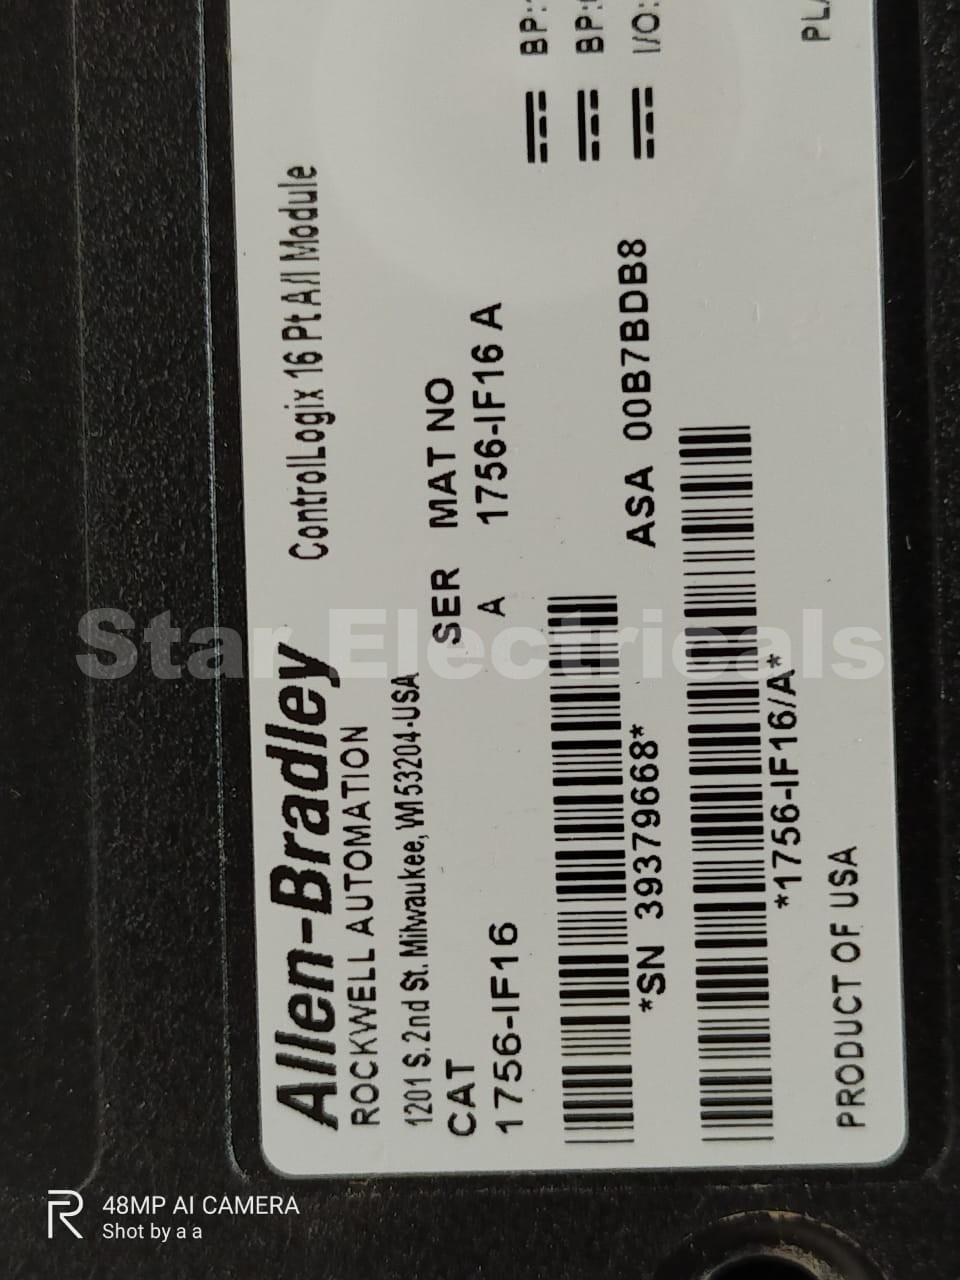 Allen-Bradley ControlLogix 16 Pt A/I Module
ROCKWELL AUTOMATION
1201 S. 2nd St. Milwaukee, WI 53204-USA
CAT SER MAT NO
1756-IF16 A 1756-IF16 A
BP:
BP:
I/O:
*SN 39379668* ASA 00B7BDB8
*1756-IF16/A*
PRODUCT OF USA
Star Electricals
48MP AI CAMERA
Shot by a a